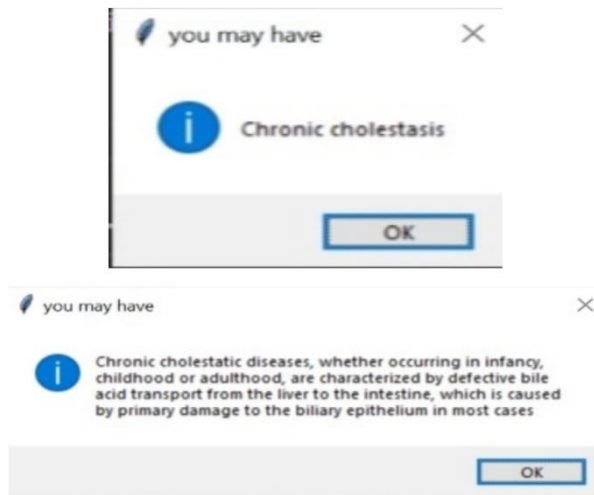 you may have
Chronic cholestasis
OK
you may have
Chronic cholestatic diseases, whether occurring in infancy,
childhood or adulthood, are characterized by defective bile
acid transport from the liver to the intestine, which is caused
by primary damage to the biliary epithelium in most cases
OK